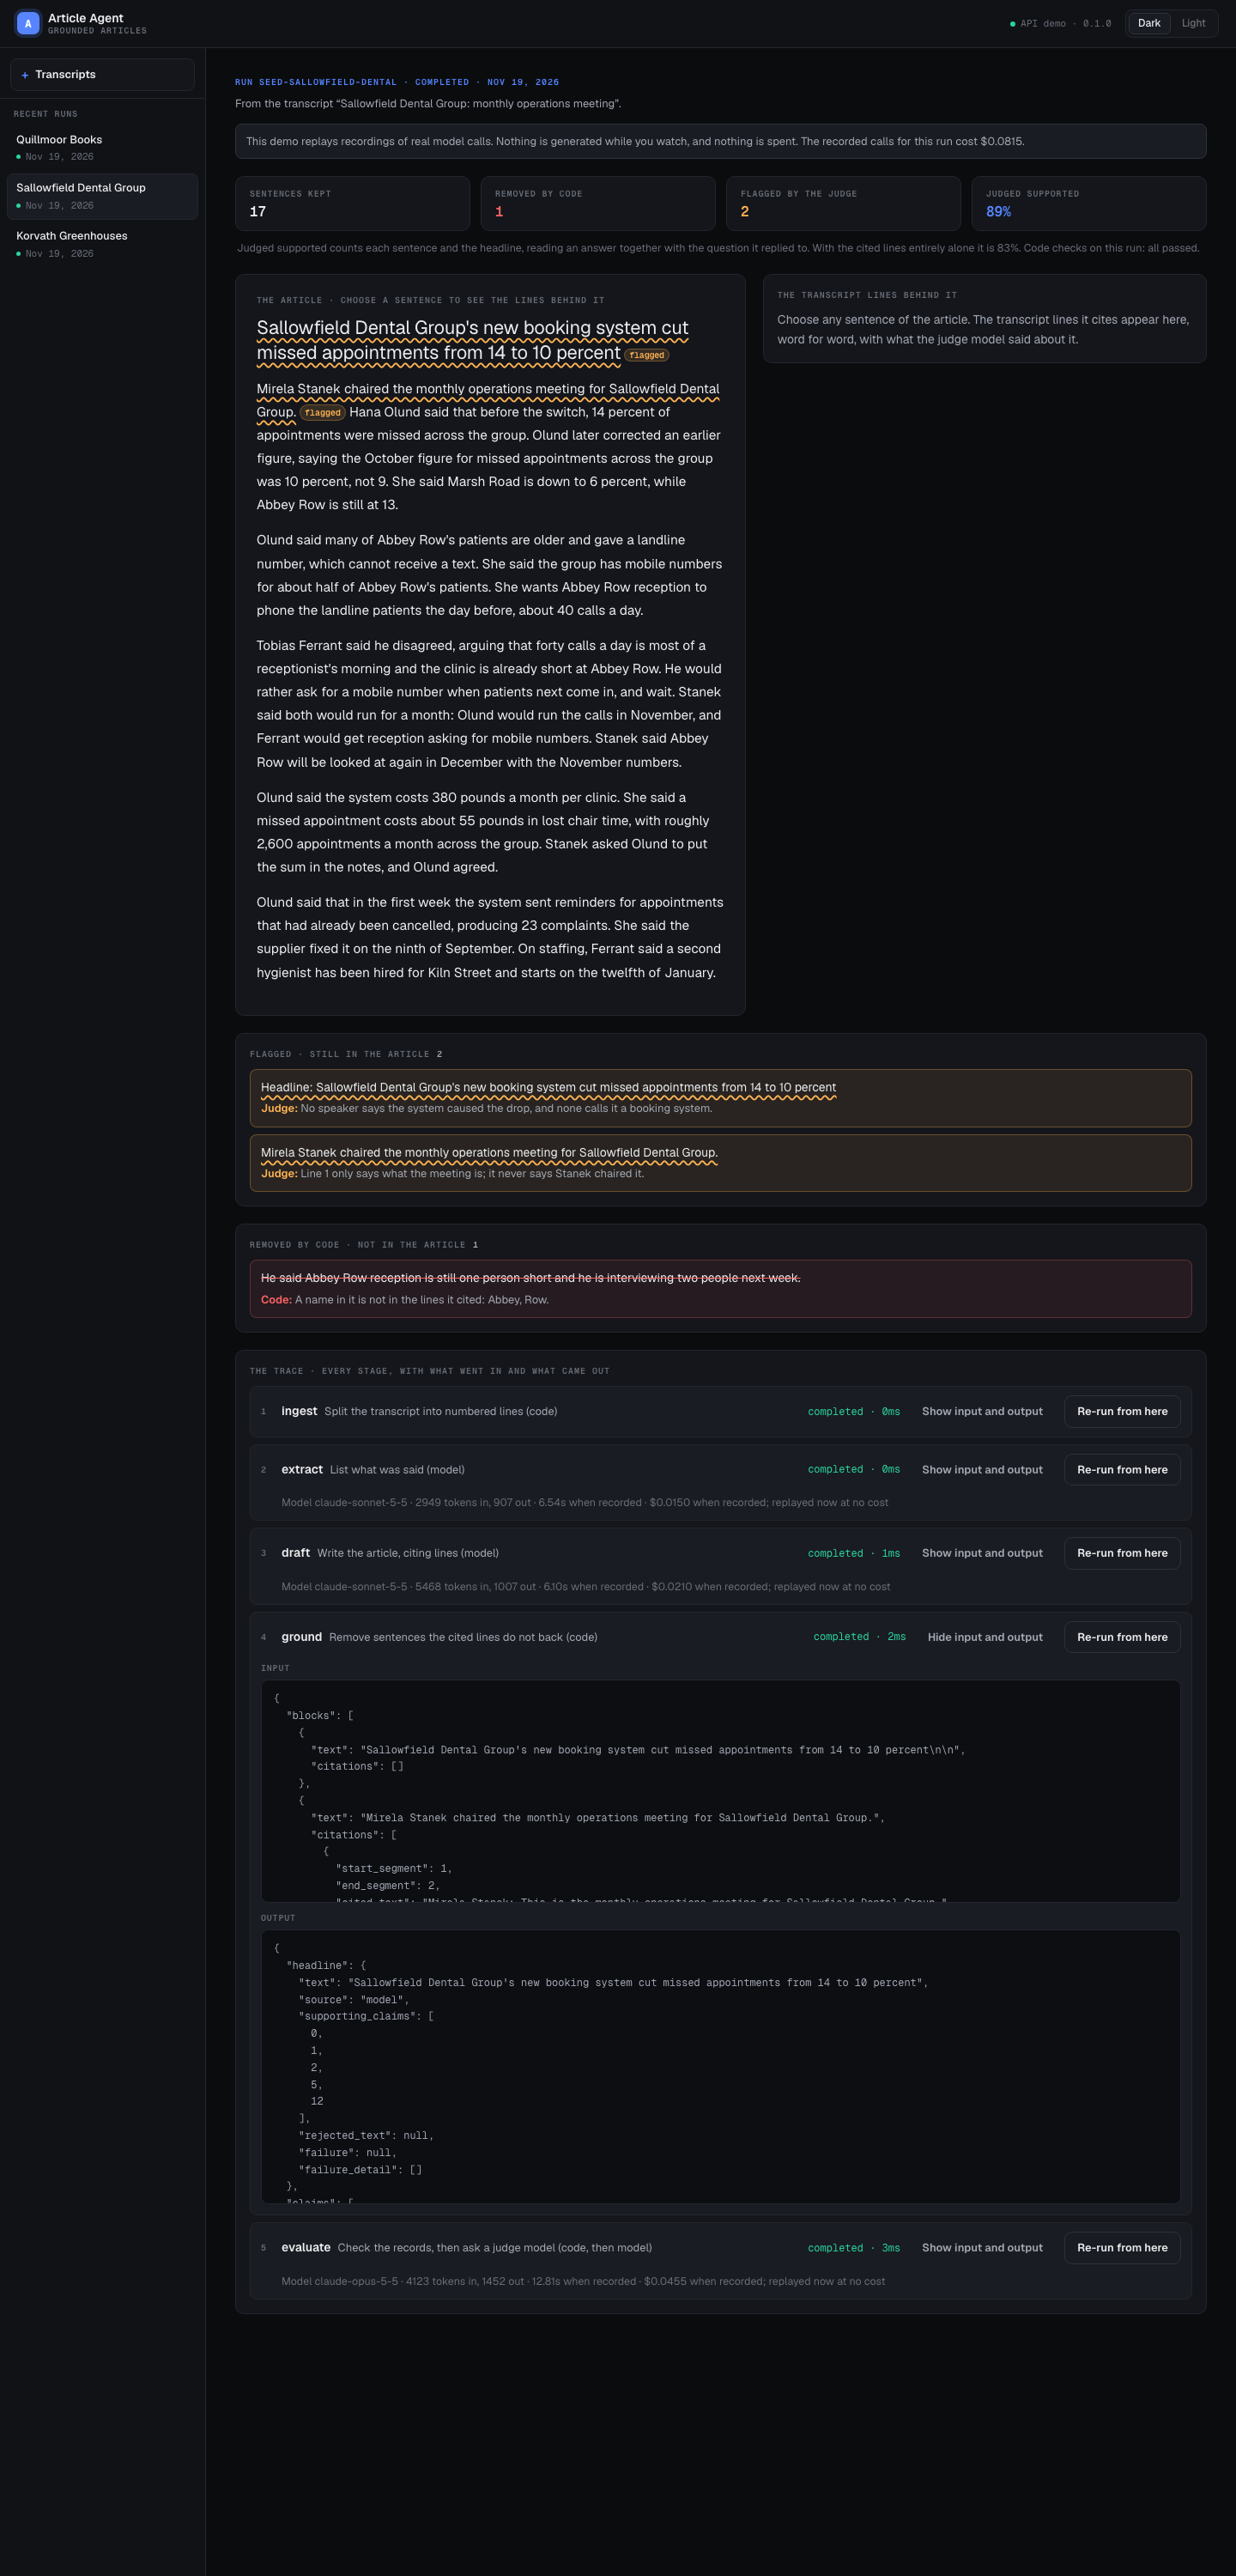 A
Article Agent
GROUNDED ARTICLES
API demo · 0.1.0
Dark
Light
+ Transcripts
RECENT RUNS
Quillmoor Books
Nov 19, 2026
Sallowfield Dental Group
Nov 19, 2026
Korvath Greenhouses
Nov 19, 2026
RUN SEED-SALLOWFIELD-DENTAL · COMPLETED · NOV 19, 2026
From the transcript “Sallowfield Dental Group: monthly operations meeting”.
This demo replays recordings of real model calls. Nothing is generated while you watch, and nothing is spent. The recorded calls for this run cost $0.0815.
SENTENCES KEPT
17
REMOVED BY CODE
1
FLAGGED BY THE JUDGE
2
JUDGED SUPPORTED
89%
Judged supported counts each sentence and the headline, reading an answer together with the question it replied to. With the cited lines entirely alone it is 83%. Code checks on this run: all passed.
THE ARTICLE · CHOOSE A SENTENCE TO SEE THE LINES BEHIND IT
Sallowfield Dental Group's new booking system cut
missed appointments from 14 to 10 percent flagged
Mirela Stanek chaired the monthly operations meeting for Sallowfield Dental
Group. flagged Hana Olund said that before the switch, 14 percent of
appointments were missed across the group. Olund later corrected an earlier
figure, saying the October figure for missed appointments across the group
was 10 percent, not 9. She said Marsh Road is down to 6 percent, while
Abbey Row is still at 13.
Olund said many of Abbey Row's patients are older and gave a landline
number, which cannot receive a text. She said the group has mobile numbers
for about half of Abbey Row's patients. She wants Abbey Row reception to
phone the landline patients the day before, about 40 calls a day.
Tobias Ferrant said he disagreed, arguing that forty calls a day is most of a
receptionist's morning and the clinic is already short at Abbey Row. He would
rather ask for a mobile number when patients next come in, and wait. Stanek
said both would run for a month: Olund would run the calls in November, and
Ferrant would get reception asking for mobile numbers. Stanek said Abbey
Row will be looked at again in December with the November numbers.
Olund said the system costs 380 pounds a month per clinic. She said a
missed appointment costs about 55 pounds in lost chair time, with roughly
2,600 appointments a month across the group. Stanek asked Olund to put
the sum in the notes, and Olund agreed.
Olund said that in the first week the system sent reminders for appointments
that had already been cancelled, producing 23 complaints. She said the
supplier fixed it on the ninth of September. On staffing, Ferrant said a second
hygienist has been hired for Kiln Street and starts on the twelfth of January.
THE TRANSCRIPT LINES BEHIND IT
Choose any sentence of the article. The transcript lines it cites appear here,
word for word, with what the judge model said about it.
FLAGGED · STILL IN THE ARTICLE 2
Headline: Sallowfield Dental Group's new booking system cut missed appointments from 14 to 10 percent
Judge: No speaker says the system caused the drop, and none calls it a booking system.
Mirela Stanek chaired the monthly operations meeting for Sallowfield Dental Group.
Judge: Line 1 only says what the meeting is; it never says Stanek chaired it.
REMOVED BY CODE · NOT IN THE ARTICLE 1
He said Abbey Row reception is still one person short and he is interviewing two people next week.
Code: A name in it is not in the lines it cited: Abbey, Row.
THE TRACE · EVERY STAGE, WITH WHAT WENT IN AND WHAT CAME OUT
1 ingest Split the transcript into numbered lines (code) completed · 0ms Show input and output Re-run from here
2 extract List what was said (model) completed · 0ms Show input and output Re-run from here
Model claude-sonnet-5-5 · 2949 tokens in, 907 out · 6.54s when recorded · $0.0150 when recorded; replayed now at no cost
3 draft Write the article, citing lines (model) completed · 1ms Show input and output Re-run from here
Model claude-sonnet-5-5 · 5468 tokens in, 1007 out · 6.10s when recorded · $0.0210 when recorded; replayed now at no cost
4 ground Remove sentences the cited lines do not back (code) completed · 2ms Hide input and output Re-run from here
INPUT
{
"blocks": [
{
"text": "Sallowfield Dental Group's new booking system cut missed appointments from 14 to 10 percent\n\n",
"citations": []
},
{
"text": "Mirela Stanek chaired the monthly operations meeting for Sallowfield Dental Group.",
"citations": [
{
"start_segment": 1,
"end_segment": 2,
"cited_text": "Mirela Stanek: This is the monthly operations meeting for Sallowfield Dental Group."
OUTPUT
{
"headline": {
"text": "Sallowfield Dental Group's new booking system cut missed appointments from 14 to 10 percent",
"source": "model",
"supporting_claims": [
0,
1,
2,
5,
12
],
"rejected_text": null,
"failure": null,
"failure_detail": []
},
"claims": [
5 evaluate Check the records, then ask a judge model (code, then model) completed · 3ms Show input and output Re-run from here
Model claude-opus-5-5 · 4123 tokens in, 1452 out · 12.81s when recorded · $0.0455 when recorded; replayed now at no cost